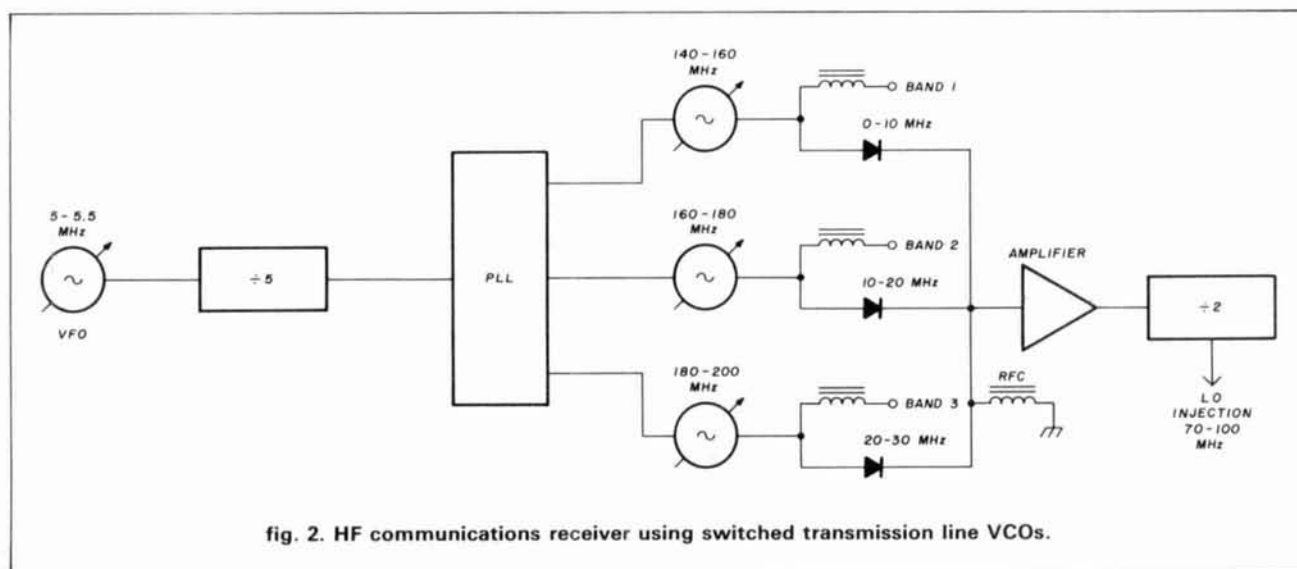 5-5.5
MHz
VFO
÷5
PLL
140-160
MHz
BAND 1
0-10 MHz
160-180
MHz
BAND 2
10-20 MHz
180-200
MHz
BAND 3
20-30 MHz
AMPLIFIER
RFC
÷2
LO
INJECTION
70-100
MHz
fig. 2. HF communications receiver using switched transmission line VCOs.